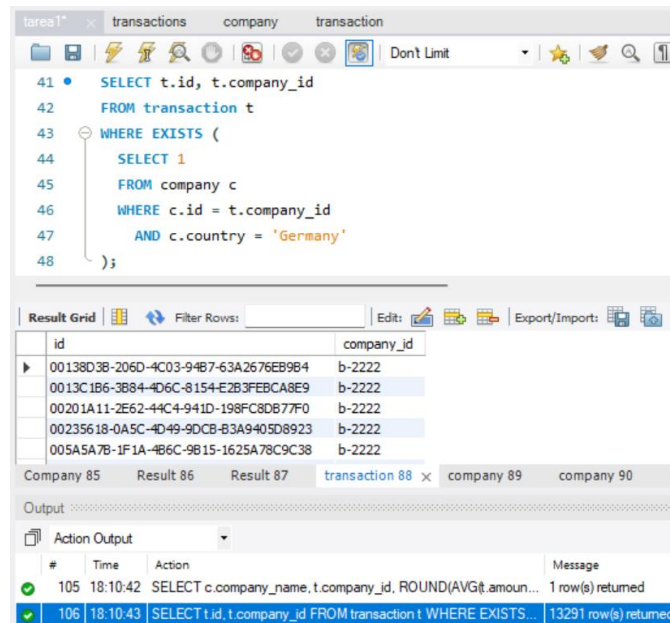 tarea1* × transactions company transaction
Don't Limit
41 SELECT t.id, t.company_id
42 FROM transaction t
43 WHERE EXISTS (
44 SELECT 1
45 FROM company c
46 WHERE c.id = t.company_id
47 AND c.country = 'Germany'
48 );
Result Grid Filter Rows: Edit: Export/Import:
id company_id
00138D3B-206D-4C03-94B7-63A2676EB9B4 b-2222
0013C1B6-3B84-4D6C-8154-E2B3FEBCA8E9 b-2222
00201A11-2E62-44C4-941D-198FC8DB77F0 b-2222
00235618-0A5C-4D49-9DCB-B3A9405D8923 b-2222
005A5A7B-1F1A-4B6C-9B15-1625A78C9C38 b-2222
Company 85 Result 86 Result 87 transaction 88 × company 89 company 90
Output
Action Output
# Time Action Message
105 18:10:42 SELECT c.company_name, t.company_id, ROUND(AVG(t.amoun... 1 row(s) returned
106 18:10:43 SELECT t.id, t.company_id FROM transaction t WHERE EXISTS... 13291 row(s) returned